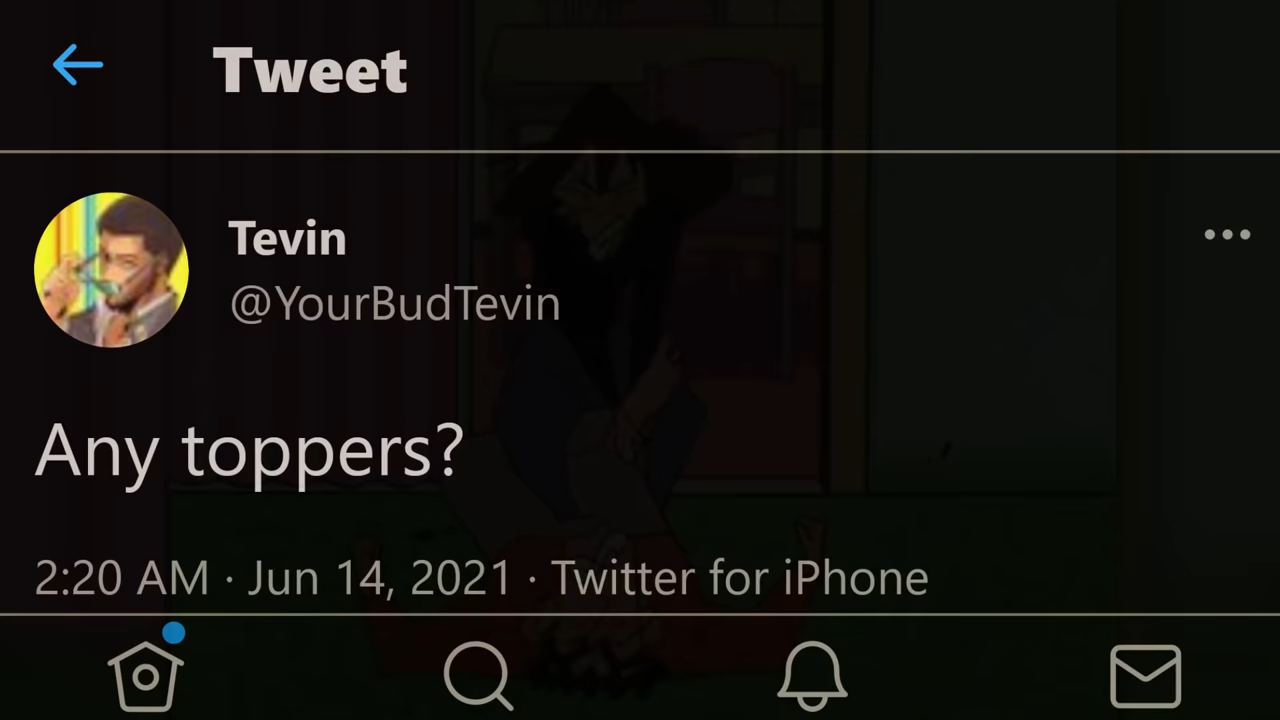 Tweet
Tevin
@YourBudTevin
Any toppers?
2:20 AM · Jun 14, 2021 · Twitter for iPhone